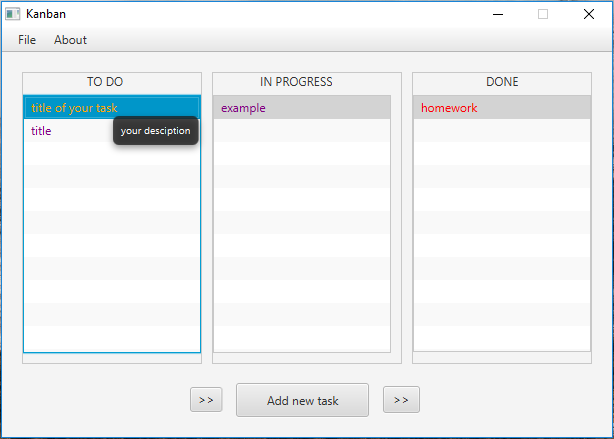 Kanban
File About
TO DO IN PROGRESS DONE
title of your task example homework
title your desciption
>> Add new task >>